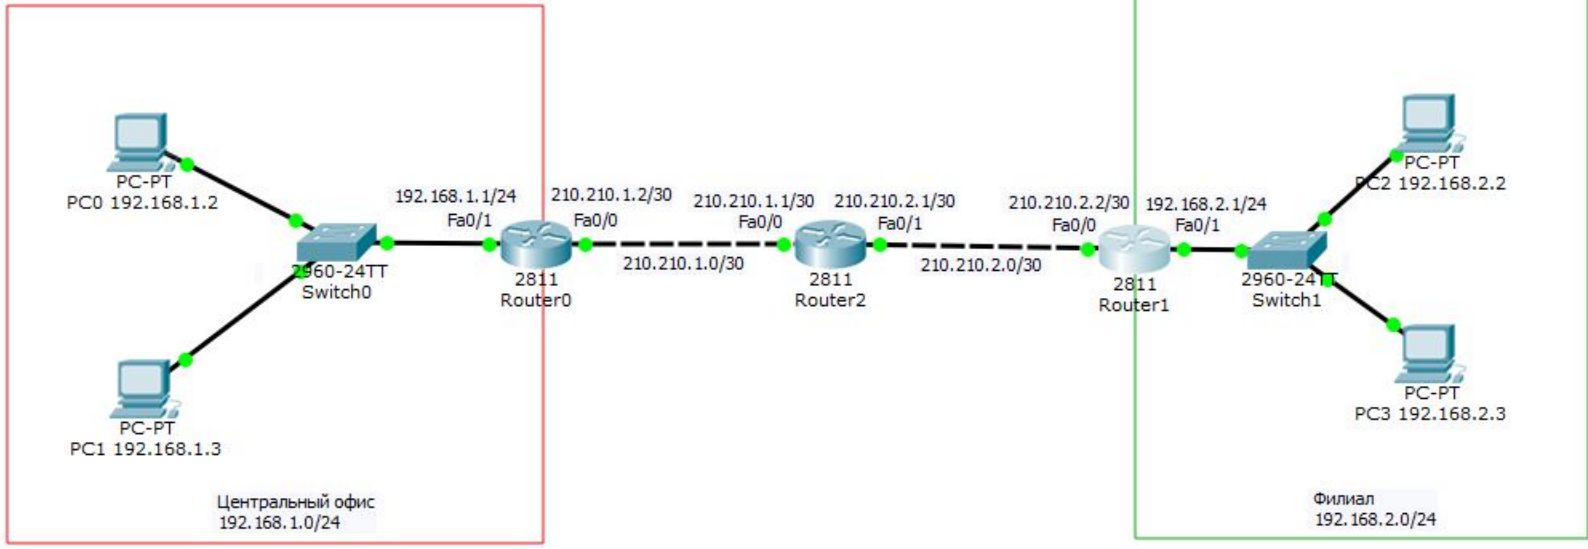 PC-PT
PC0 192.168.1.2
PC-PT
PC1 192.168.1.3
2960-24TT
Switch0
192.168.1.1/24
Fa0/1
210.210.1.2/30
Fa0/0
2811
Router0
210.210.1.0/30
210.210.1.1/30
Fa0/0
210.210.2.1/30
Fa0/1
2811
Router2
210.210.2.0/30
210.210.2.2/30
Fa0/0
192.168.2.1/24
Fa0/1
2811
Router1
2960-24TT
Switch1
PC-PT
PC2 192.168.2.2
PC-PT
PC3 192.168.2.3
Центральный офис
192.168.1.0/24
Филиал
192.168.2.0/24